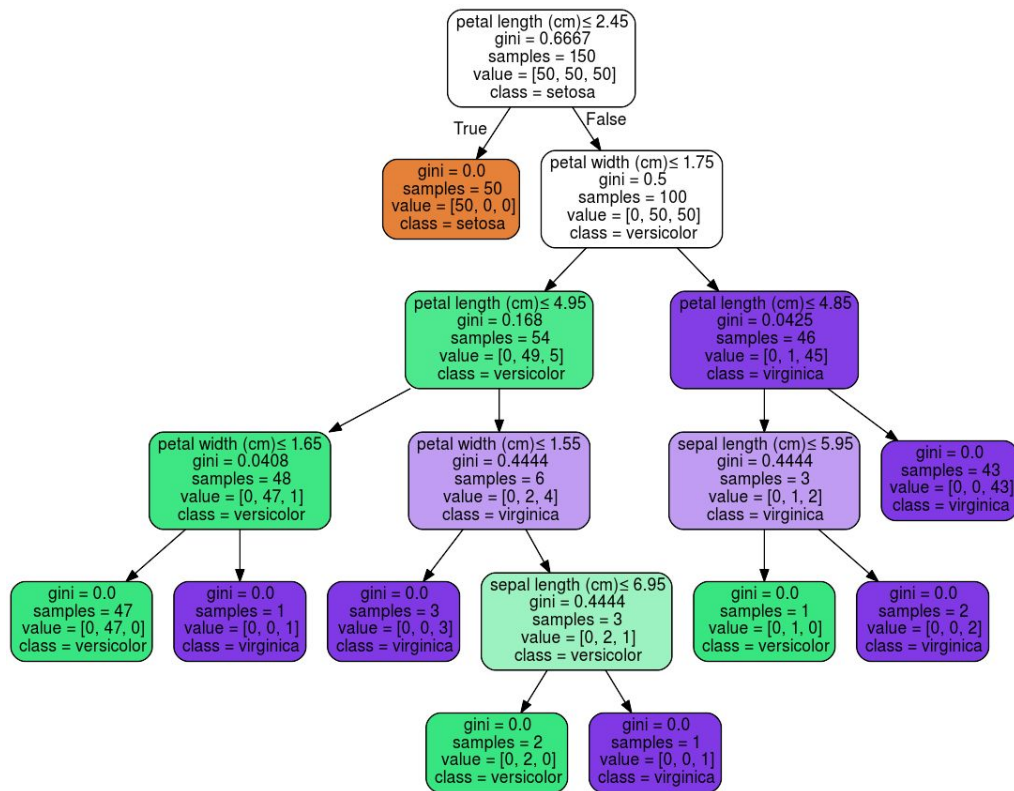 petal length (cm)≤ 2.45
gini = 0.6667
samples = 150
value = [50, 50, 50]
class = setosa
True
False
gini = 0.0
samples = 50
value = [50, 0, 0]
class = setosa
petal width (cm)≤ 1.75
gini = 0.5
samples = 100
value = [0, 50, 50]
class = versicolor
petal length (cm)≤ 4.95
gini = 0.168
samples = 54
value = [0, 49, 5]
class = versicolor
petal length (cm)≤ 4.85
gini = 0.0425
samples = 46
value = [0, 1, 45]
class = virginica
petal width (cm)≤ 1.65
gini = 0.0408
samples = 48
value = [0, 47, 1]
class = versicolor
petal width (cm)≤ 1.55
gini = 0.4444
samples = 6
value = [0, 2, 4]
class = virginica
sepal length (cm)≤ 5.95
gini = 0.4444
samples = 3
value = [0, 1, 2]
class = virginica
gini = 0.0
samples = 43
value = [0, 0, 43]
class = virginica
gini = 0.0
samples = 47
value = [0, 47, 0]
class = versicolor
gini = 0.0
samples = 1
value = [0, 0, 1]
class = virginica
gini = 0.0
samples = 3
value = [0, 0, 3]
class = virginica
sepal length (cm)≤ 6.95
gini = 0.4444
samples = 3
value = [0, 2, 1]
class = versicolor
gini = 0.0
samples = 1
value = [0, 1, 0]
class = versicolor
gini = 0.0
samples = 2
value = [0, 0, 2]
class = virginica
gini = 0.0
samples = 2
value = [0, 2, 0]
class = versicolor
gini = 0.0
samples = 1
value = [0, 0, 1]
class = virginica